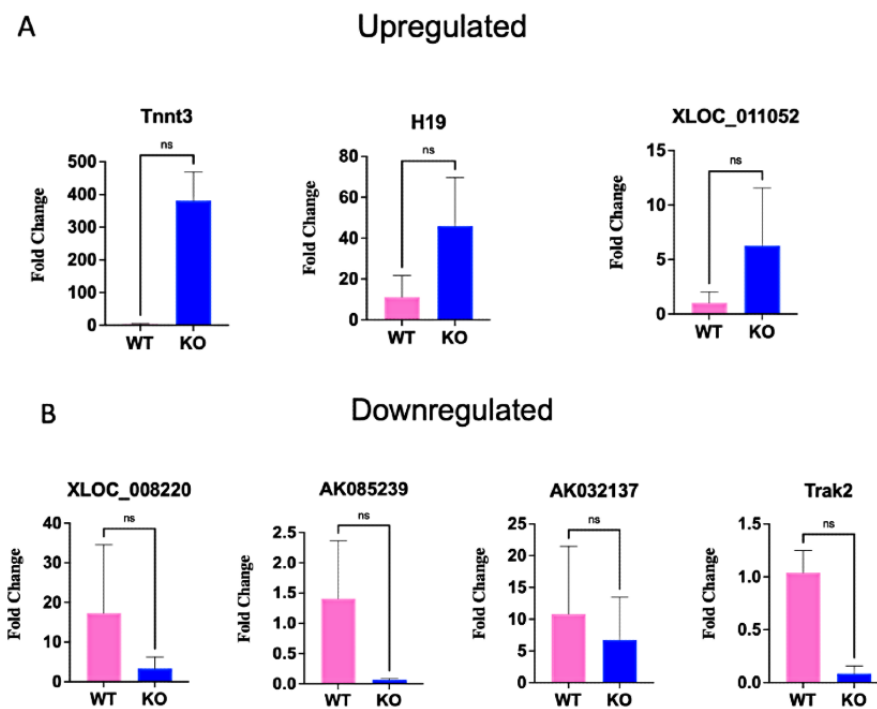 A
Upregulated
Tnnt3
ns
Fold Change
500
400
300
200
100
0
WT KO
H19
ns
Fold Change
80
60
40
20
0
WT KO
XLOC_011052
ns
Fold Change
15
10
5
0
WT KO
B
Downregulated
XLOC_008220
ns
Fold Change
40
30
20
10
0
WT KO
AK085239
ns
Fold Change
2.5
2.0
1.5
1.0
0.5
0.0
WT KO
AK032137
ns
Fold Change
25
20
15
10
5
0
WT KO
Trak2
ns
Fold Change
1.5
1.0
0.5
0.0
WT KO